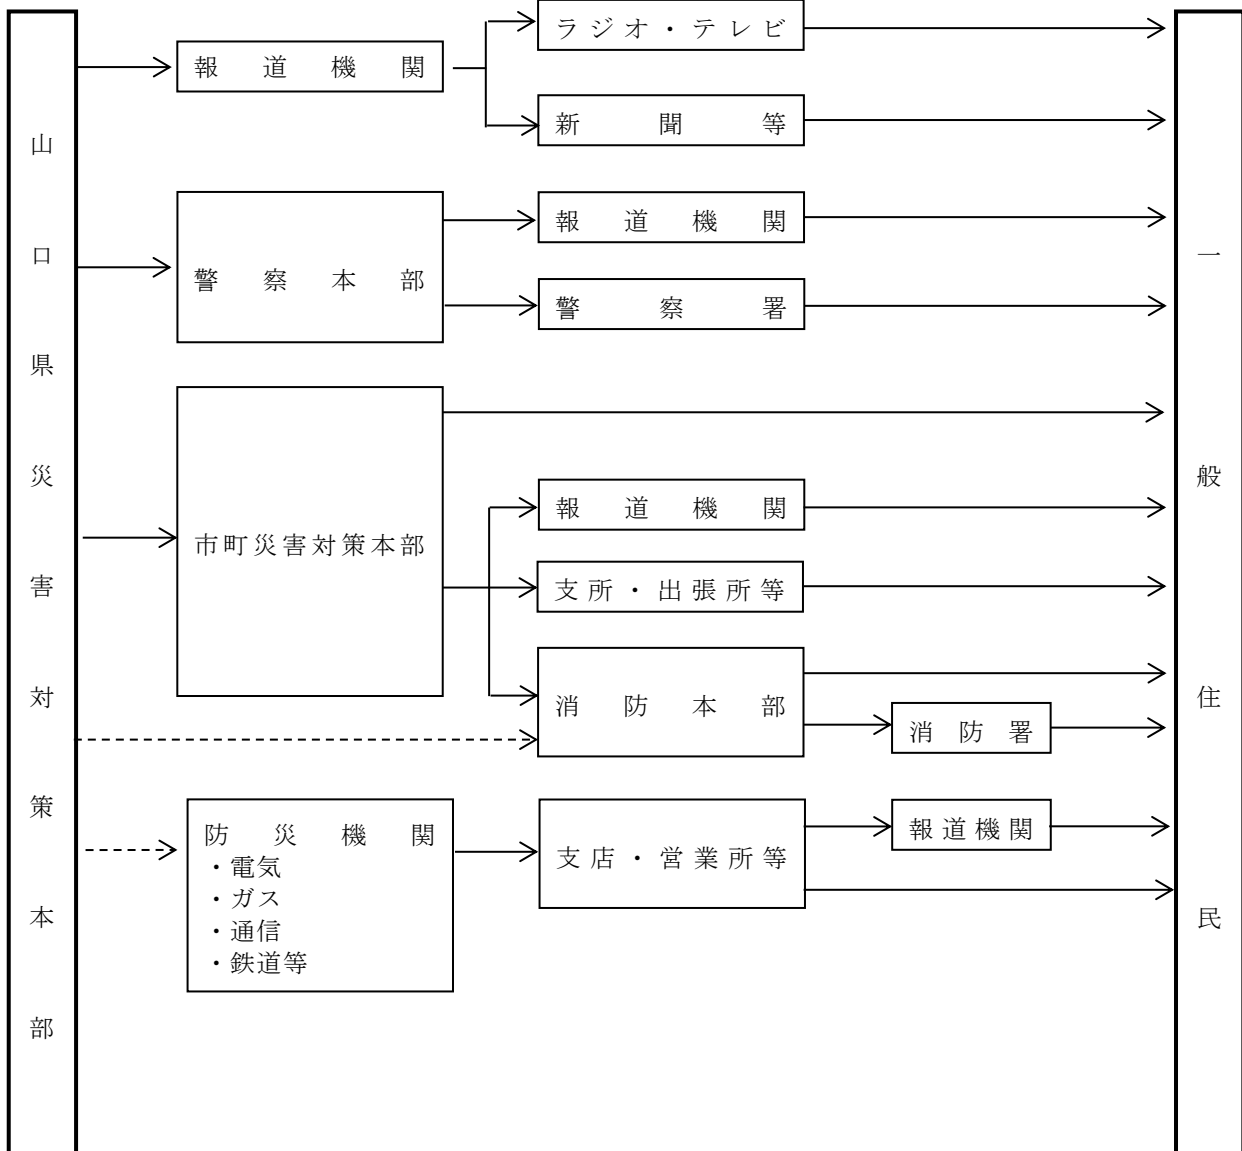 山口県災害対策本部
報道機関
ラジオ・テレビ
新聞等
警察本部
報道機関
警察署
市町災害対策本部
報道機関
支所・出張所等
消防本部
消防署
防災機関
・電気
・ガス
・通信
・鉄道等
支店・営業所等
報道機関
一般住民